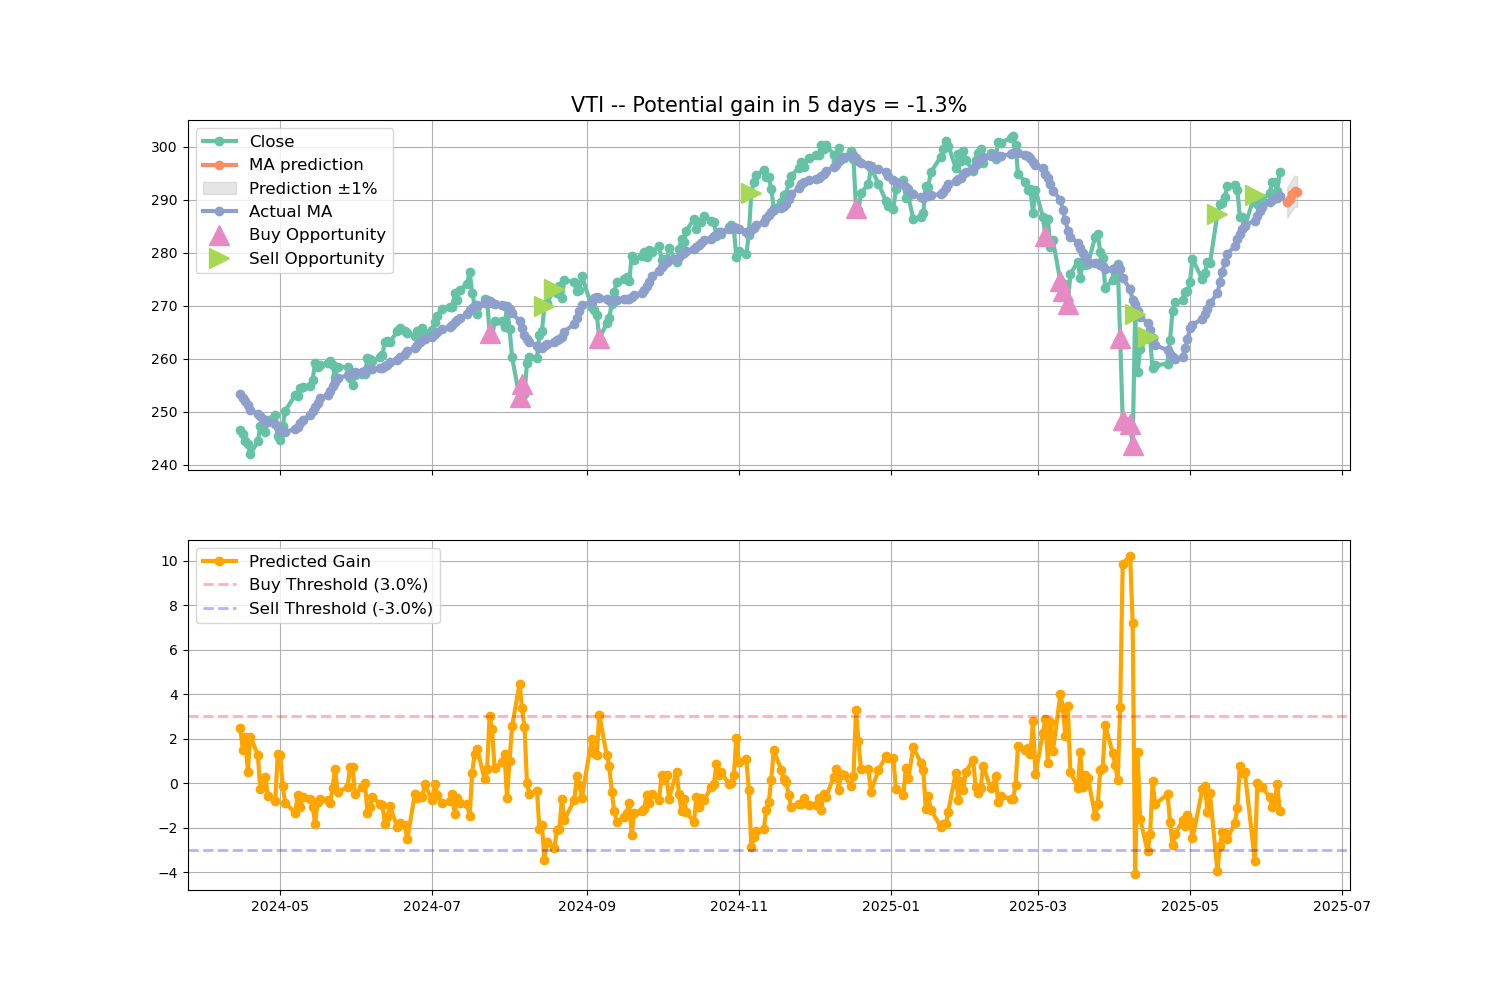 VTI -- Potential gain in 5 days = -1.3%
300
290
280
270
260
250
240
Close
MA prediction
Prediction ±1%
Actual MA
Buy Opportunity
Sell Opportunity
10
8
6
4
2
0
−2
−4
Predicted Gain
Buy Threshold (3.0%)
Sell Threshold (-3.0%)
2024-05
2024-07
2024-09
2024-11
2025-01
2025-03
2025-05
2025-07